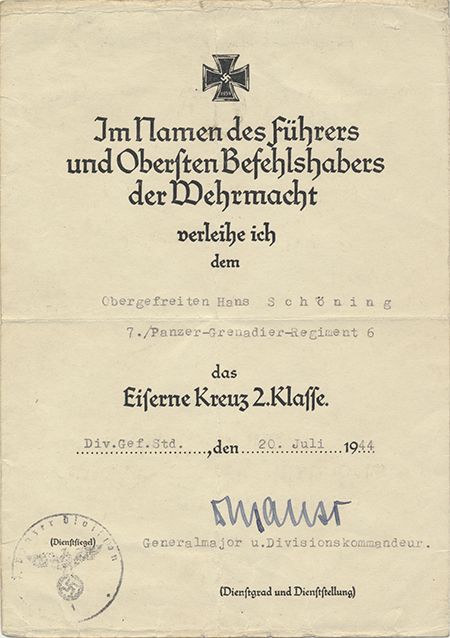 1939
Im Namen des Führers
und Obersten Befehlshabers
der Wehrmacht
verleihe ich
dem
Obergefreiten Hans Schöning
7./Panzer-Grenadier-Regiment 6
das
Eiserne Kreuz 2.Klasse.
Div.Gef.Std. , den 20. Juli 1944
Generalmajor u.Divisionskommandeur.
(Dienstsiegel)
(Dienstgrad und Dienststellung)